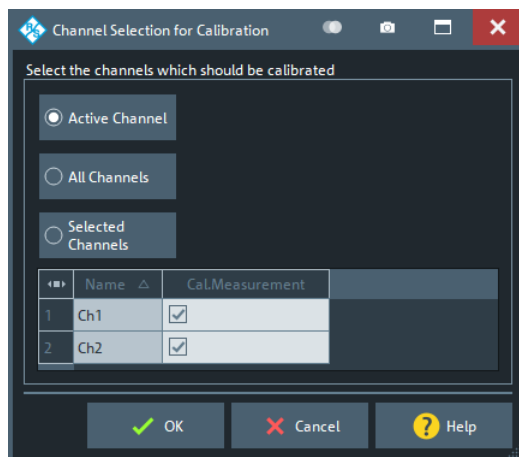 Channel Selection for Calibration
Select the channels which should be calibrated
Active Channel
All Channels
Selected
Channels
Name Cal.Measurement
1 Ch1
2 Ch2
OK Cancel ? Help